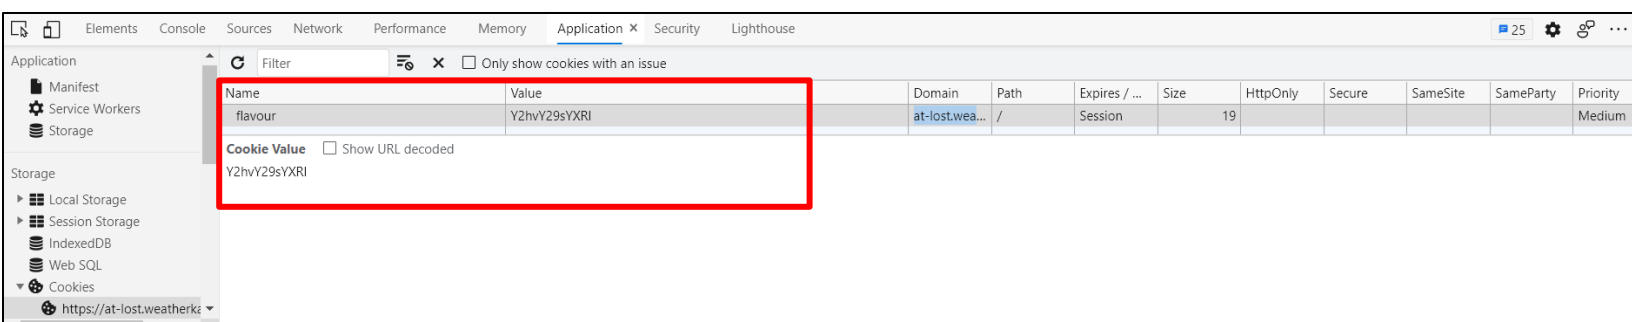 Elements Console Sources Network Performance Memory Application × Security Lighthouse 25
Application
Filter Only show cookies with an issue
Manifest
Service Workers
Storage
Name Value Domain Path Expires / ... Size HttpOnly Secure SameSite SameParty Priority
flavour Y2hvY29sYXRl at-lost.wea... / Session 19 Medium
Cookie Value Show URL decoded
Y2hvY29sYXRl
Storage
Local Storage
Session Storage
IndexedDB
Web SQL
Cookies
https://at-lost.weatherka